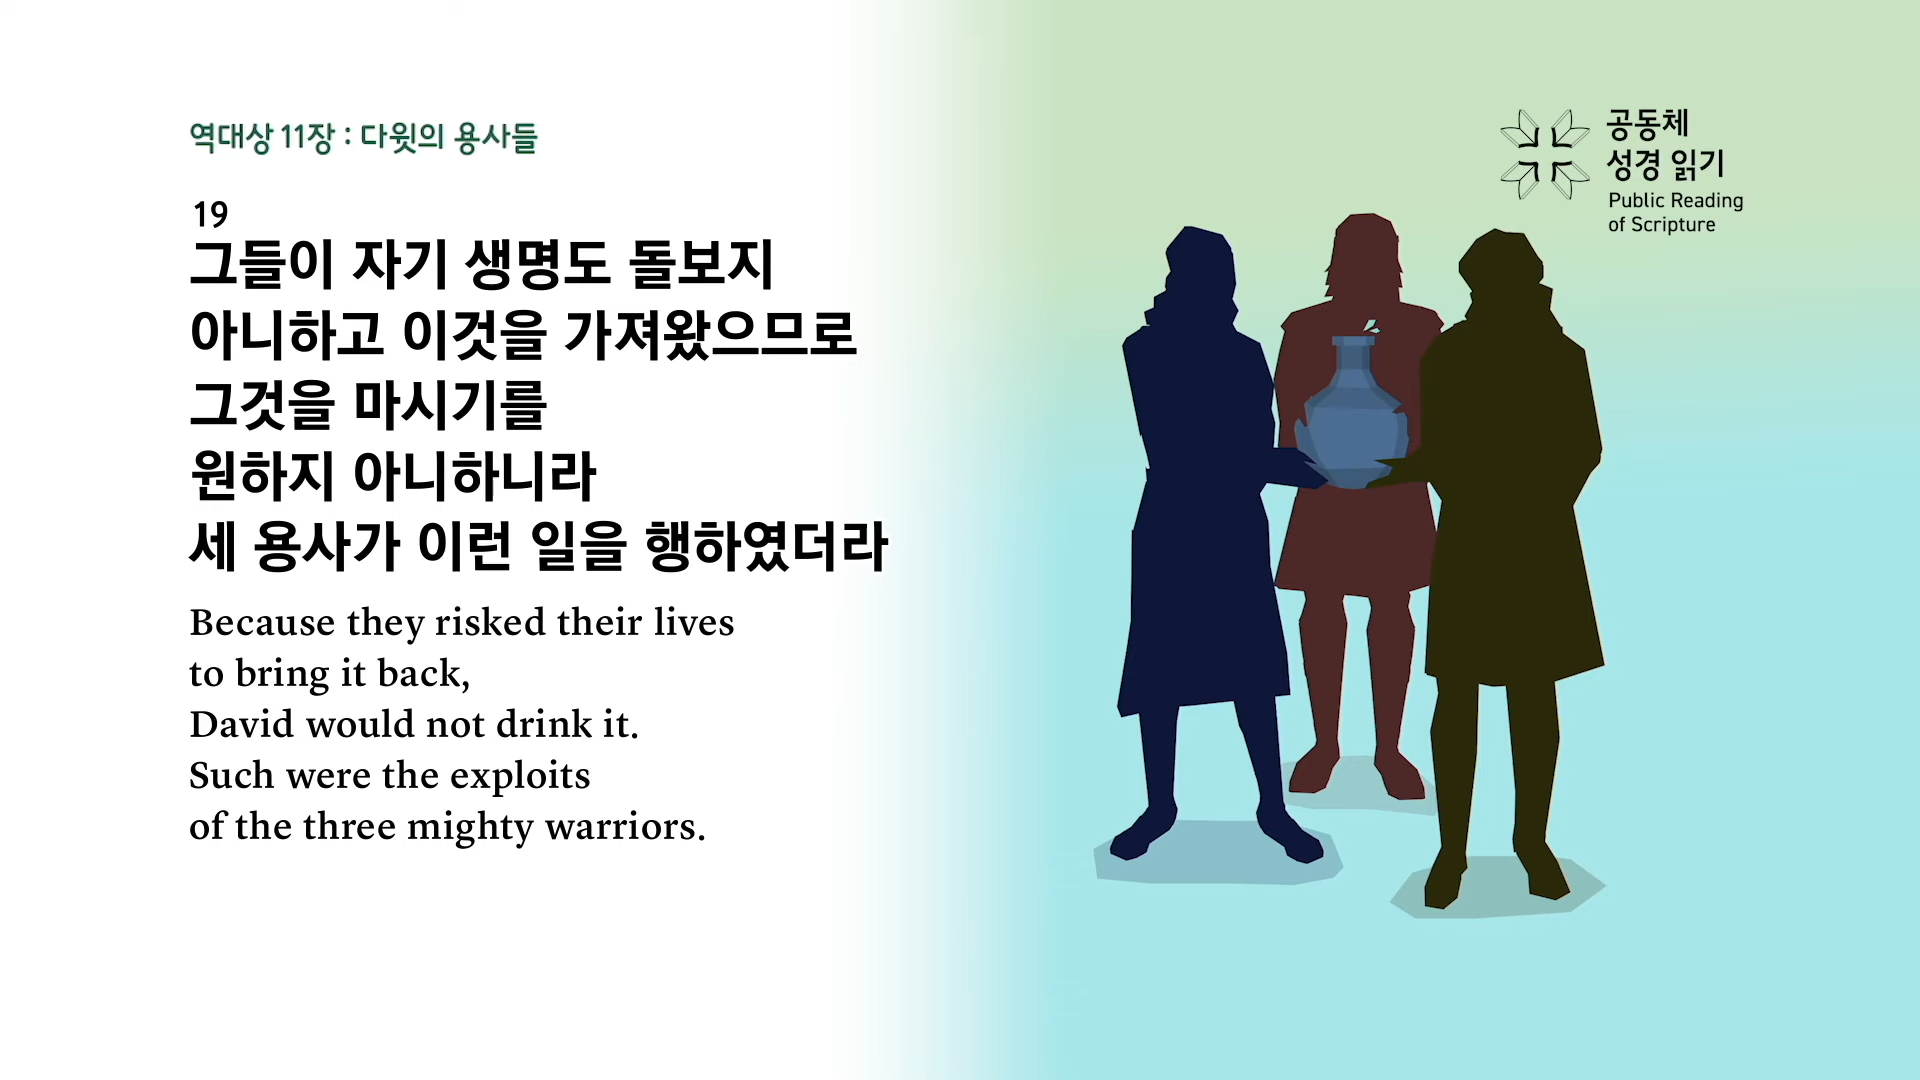 역대상 11장 : 다윗의 용사들
19
그들이 자기 생명도 돌보지
아니하고 이것을 가져왔으므로
그것을 마시기를
원하지 아니하니라
세 용사가 이런 일을 행하였더라
Because they risked their lives
to bring it back,
David would not drink it.
Such were the exploits
of the three mighty warriors.
공동체
성경 읽기
Public Reading
of Scripture